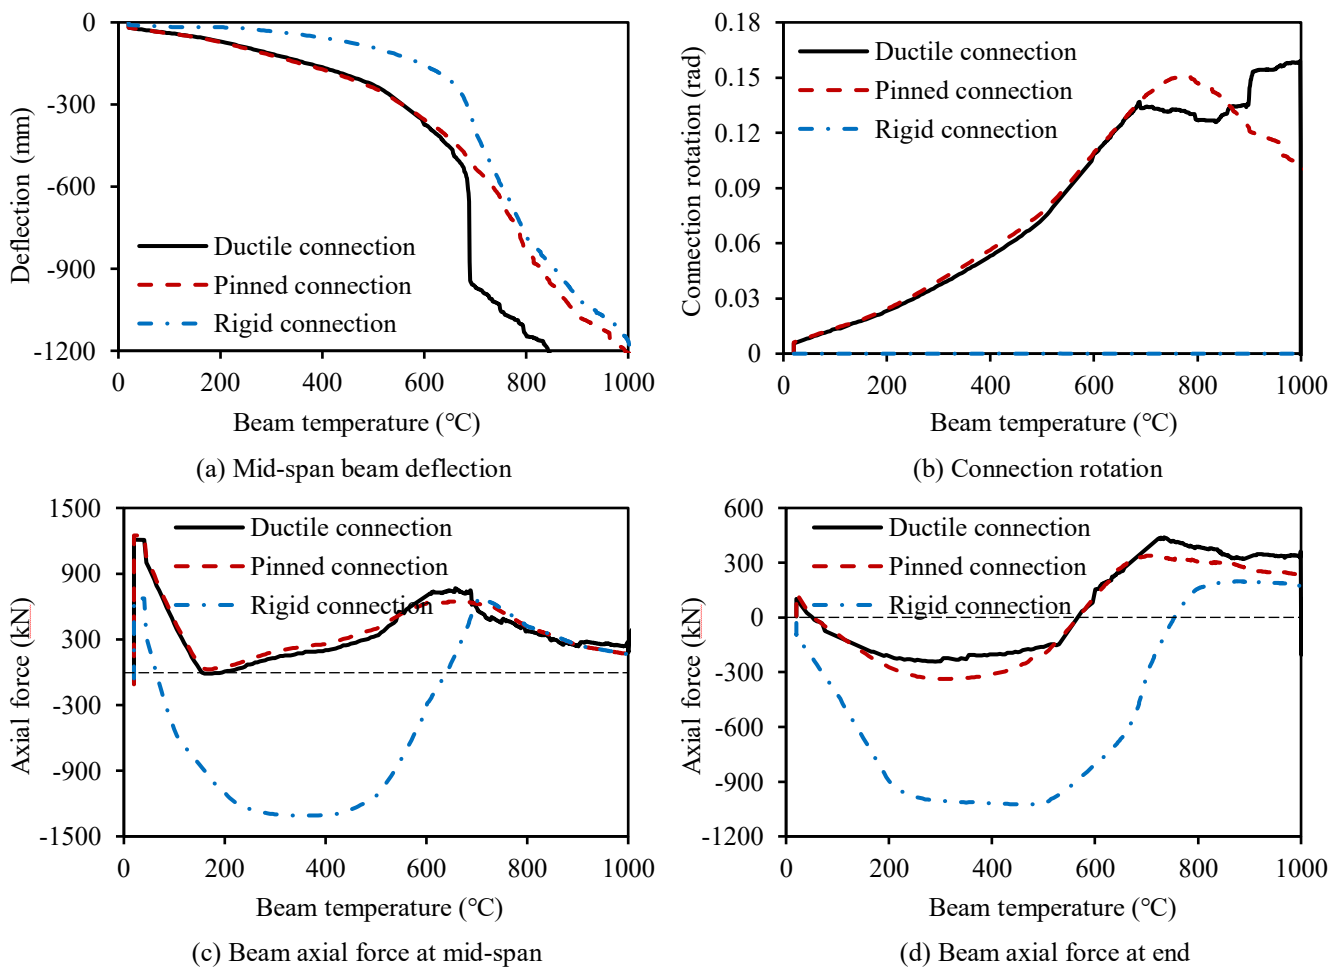 0
-300
-600
-900
-1200
Deflection (mm)
Ductile connection
Pinned connection
Rigid connection
0 200 400 600 800 1000
Beam temperature (°C)
(a) Mid-span beam deflection
0.18
0.15
0.12
0.09
0.06
0.03
0
Connection rotation (rad)
Ductile connection
Pinned connection
Rigid connection
0 200 400 600 800 1000
Beam temperature (°C)
(b) Connection rotation
1500
900
300
-300
-900
-1500
Axial force (kN)
Ductile connection
Pinned connection
Rigid connection
0 200 400 600 800 1000
Beam temperature (°C)
(c) Beam axial force at mid-span
600
300
0
-300
-600
-900
-1200
Axial force (kN)
Ductile connection
Pinned connection
Rigid connection
0 200 400 600 800 1000
Beam temperature (°C)
(d) Beam axial force at end